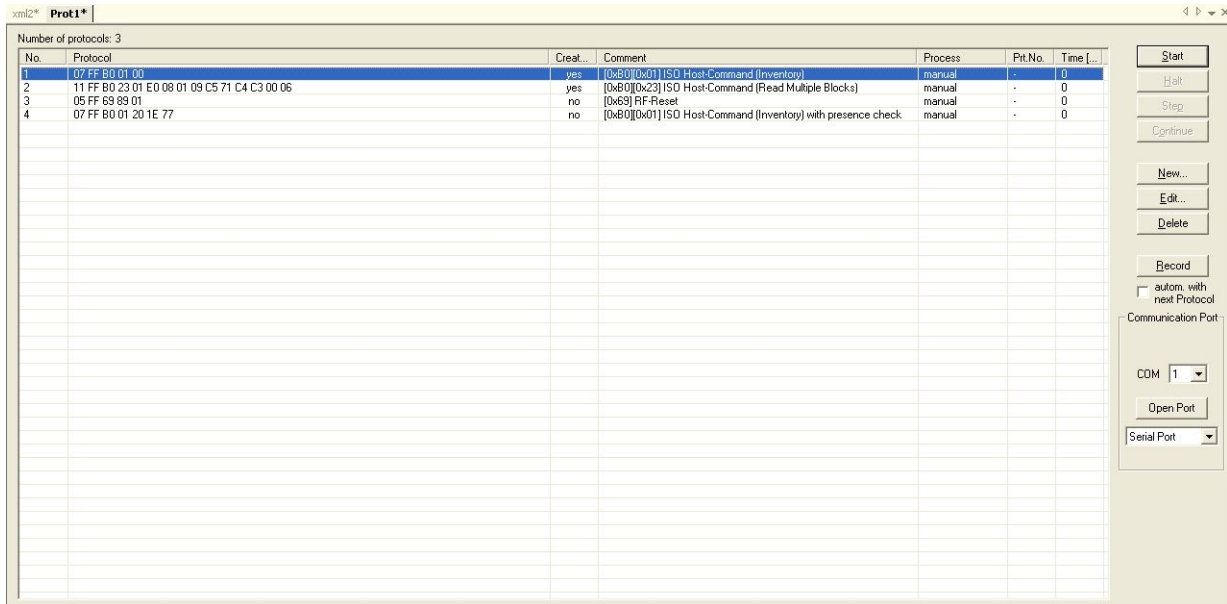 xml2* Prot1*
Number of protocols: 3
No. Protocol Creat... Comment Process Prt.No. Time [...
1 07 FF B0 01 00 yes [0xB0][0x01] ISO Host-Command (Inventory) manual - 0
2 11 FF B0 23 01 E0 08 01 09 C5 71 C4 C3 00 06 yes [0xB0][0x23] ISO Host-Command (Read Multiple Blocks) manual - 0
3 05 FF 69 89 01 no [0x69] RF-Reset manual - 0
4 07 FF B0 01 20 1E 77 no [0xB0][0x01] ISO Host-Command (Inventory) with presence check manual - 0
Start
Halt
Step
Continue
New...
Edit...
Delete
Record
autom. with
next Protocol
Communication Port
COM 1
Open Port
Serial Port